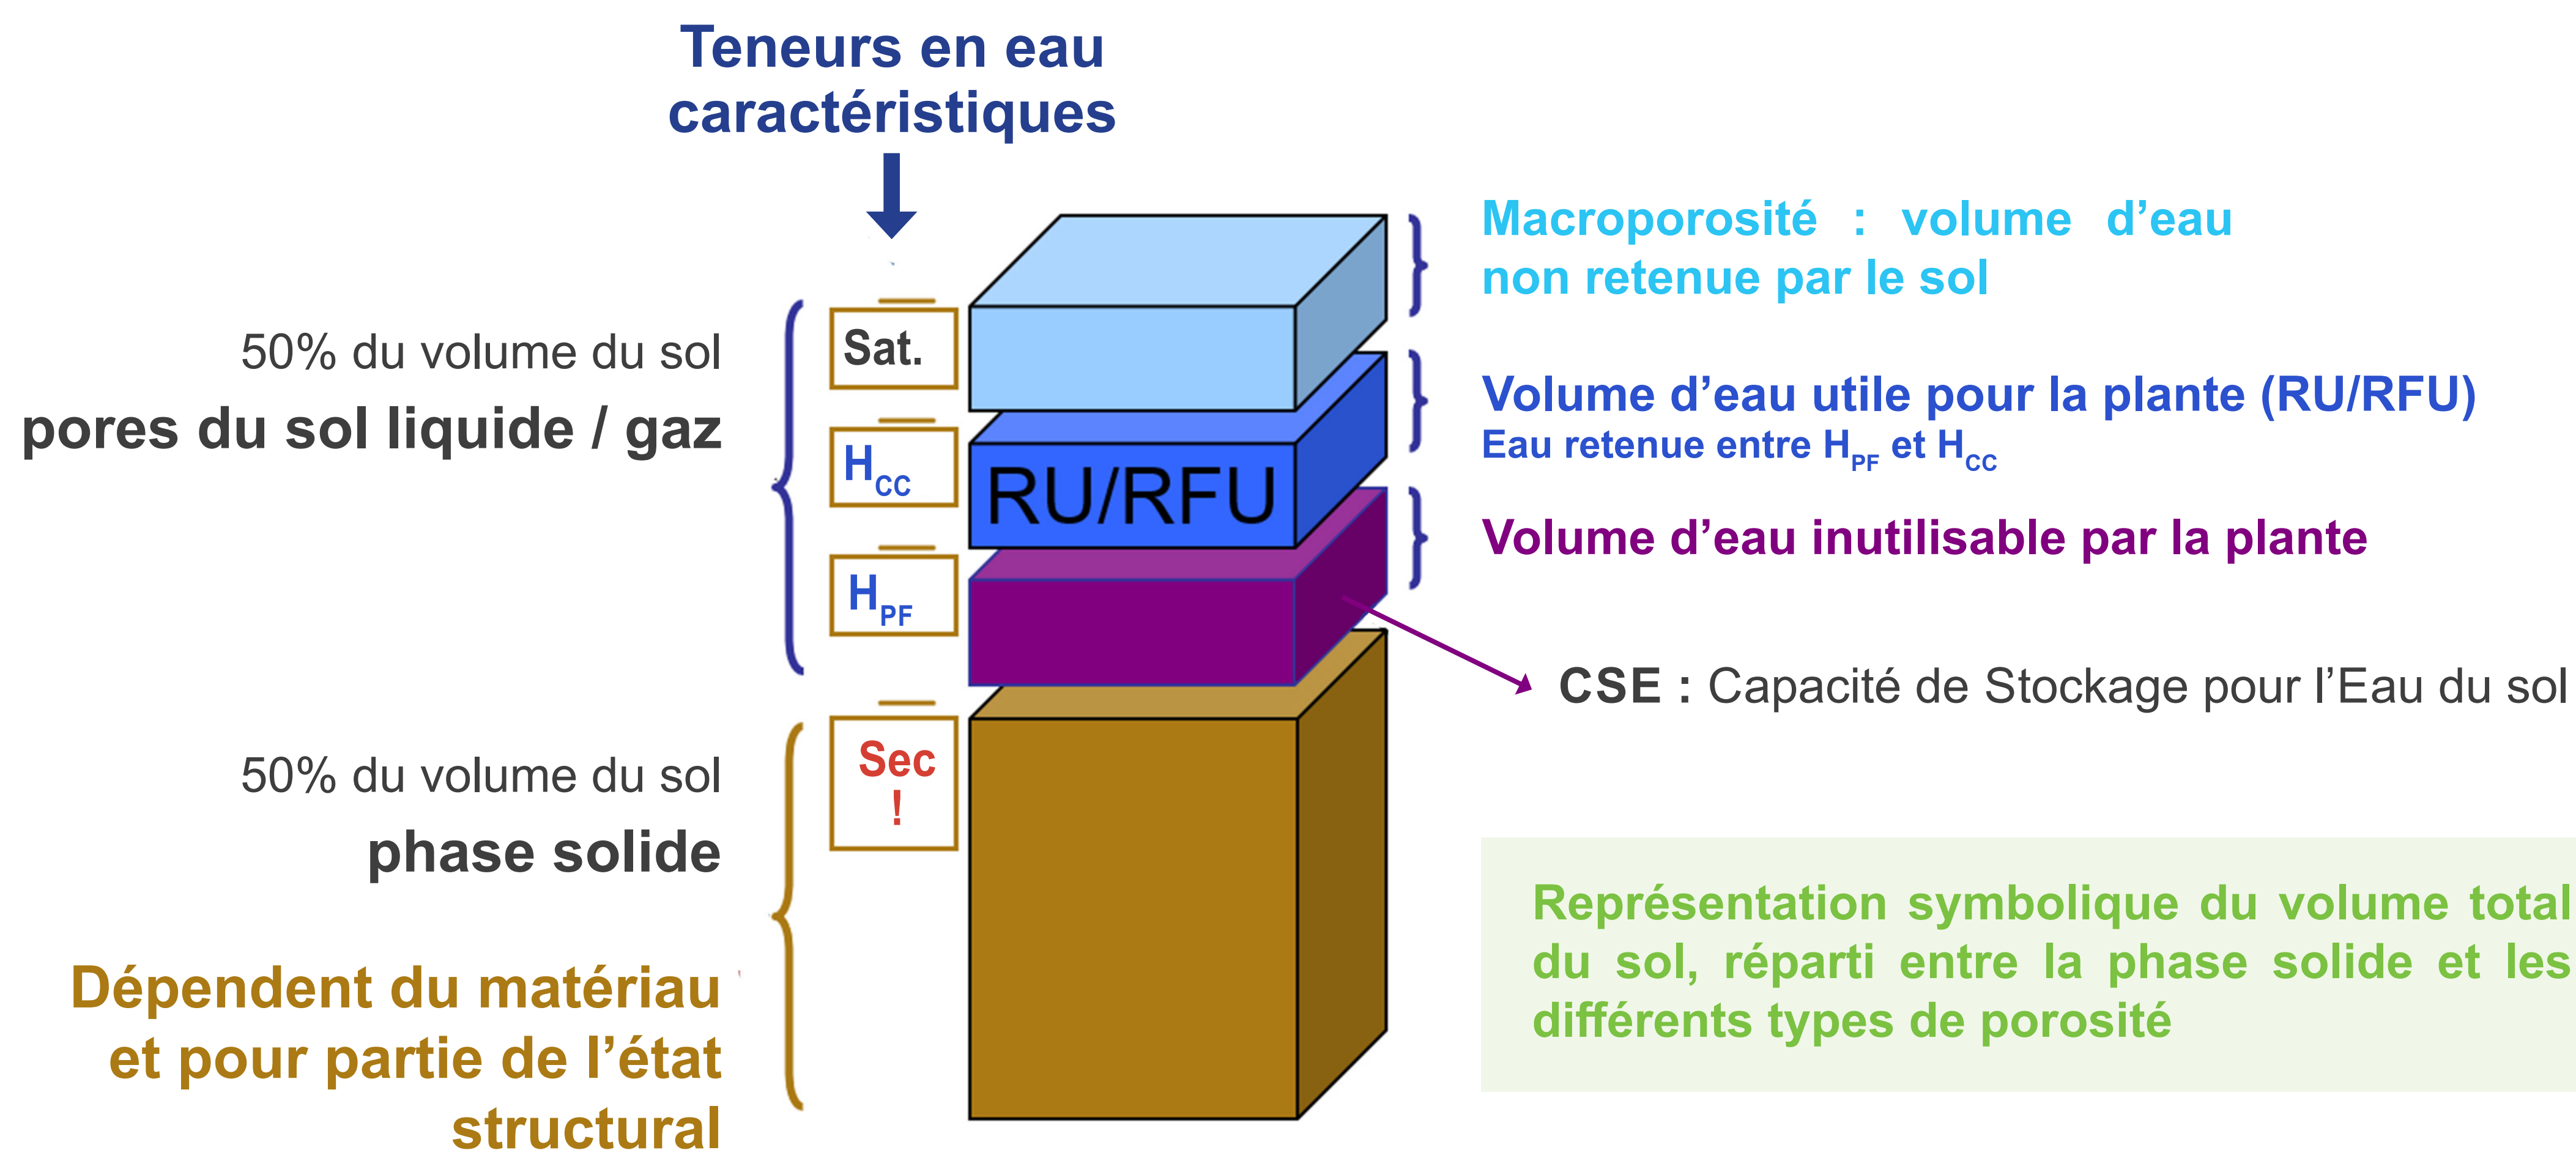 Teneurs en eau
caractéristiques
Macroporosité : volume d’eau
non retenue par le sol
50% du volume du sol
pores du sol liquide / gaz
Sat.
Volume d’eau utile pour la plante (RU/RFU)
Eau retenue entre HPF et HCC
HCC
RU/RFU
Volume d’eau inutilisable par la plante
HPF
CSE : Capacité de Stockage pour l’Eau du sol
50% du volume du sol
phase solide
Sec
!
Dépendent du matériau
et pour partie de l’état
structural
Représentation symbolique du volume total
du sol, réparti entre la phase solide et les
différents types de porosité